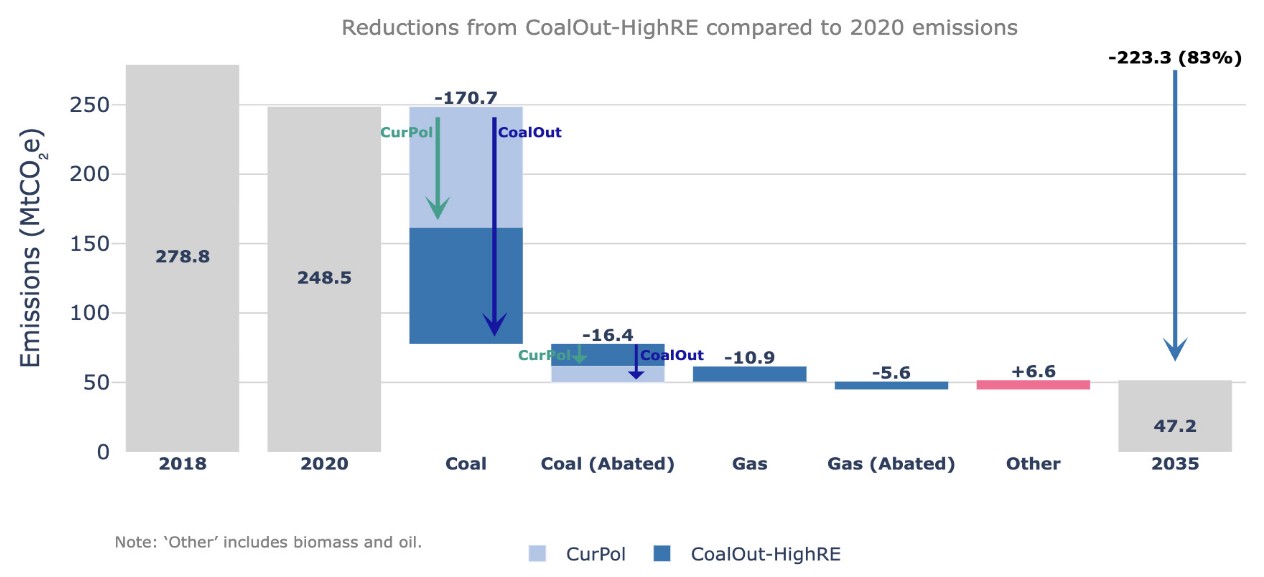 Reductions from CoalOut-HighRE compared to 2020 emissions
-223.3 (83%)
Emissions (MtCO₂e)
250
200
150
100
50
0
278.8
248.5
-170.7
CurPol
CoalOut
-16.4
CurPol
CoalOut
-10.9
-5.6
+6.6
47.2
2018
2020
Coal
Coal (Abated)
Gas
Gas (Abated)
Other
2035
Note: ‘Other’ includes biomass and oil.
CurPol
CoalOut-HighRE